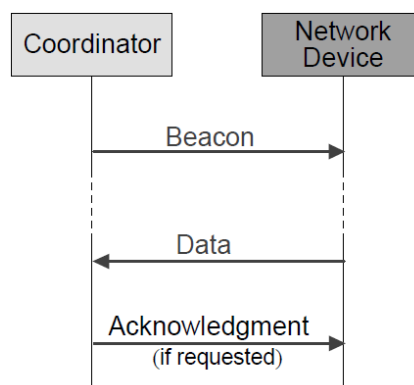 Coordinator
Network
Device
Beacon
Data
Acknowledgment
(if requested)